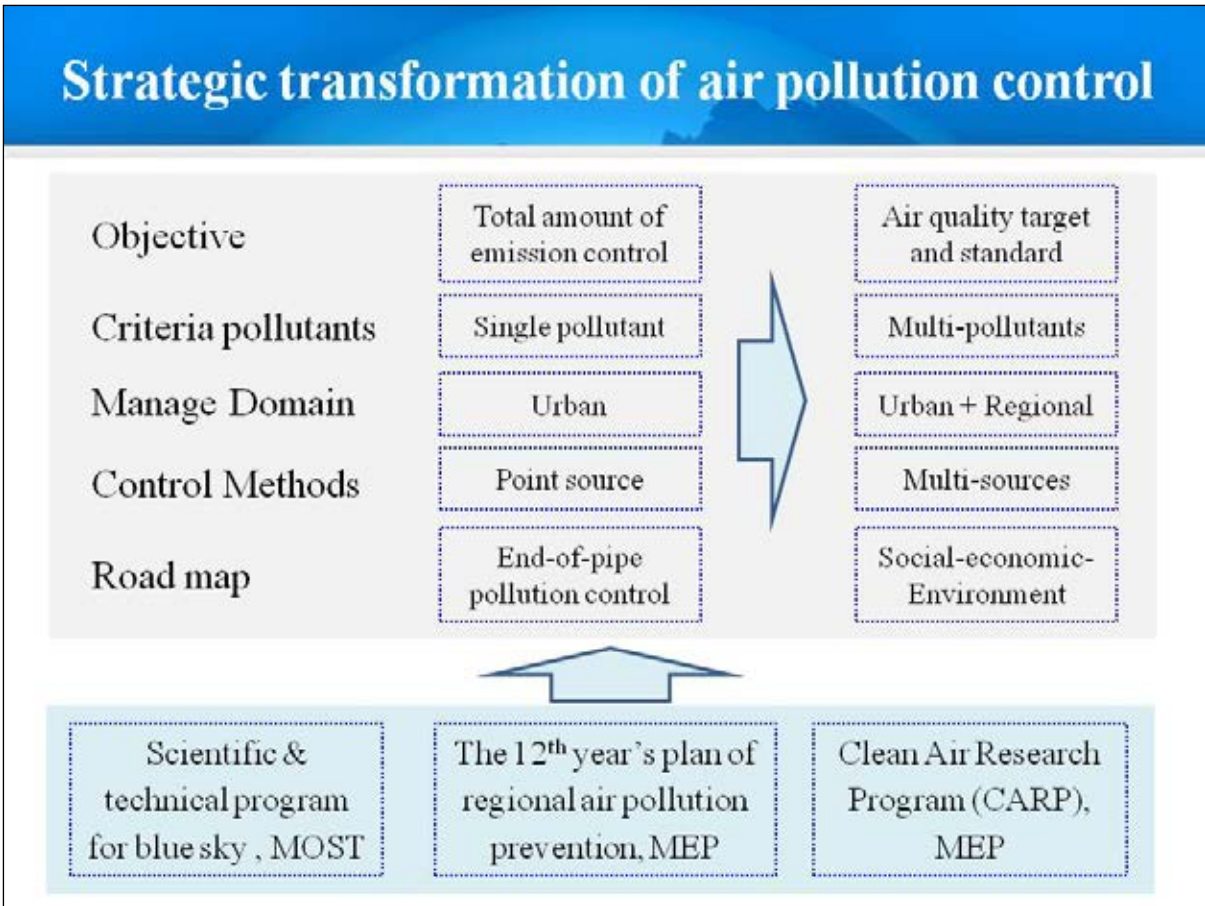 Strategic transformation of air pollution control
Objective
Total amount of
emission control
Air quality target
and standard
Criteria pollutants
Single pollutant
Multi-pollutants
Manage Domain
Urban
Urban + Regional
Control Methods
Point source
Multi-sources
Road map
End-of-pipe
pollution control
Social-economic-
Environment
Scientific &
technical program
for blue sky , MOST
The 12th year's plan of
regional air pollution
prevention, MEP
Clean Air Research
Program (CARP),
MEP